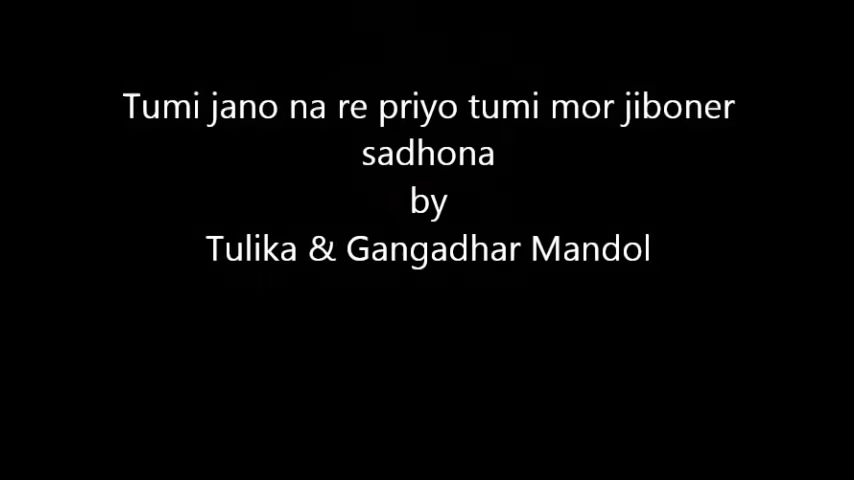 Tumi jano na re priyo tumi mor jiboner
sadhona
by
Tulika & Gangadhar Mandol